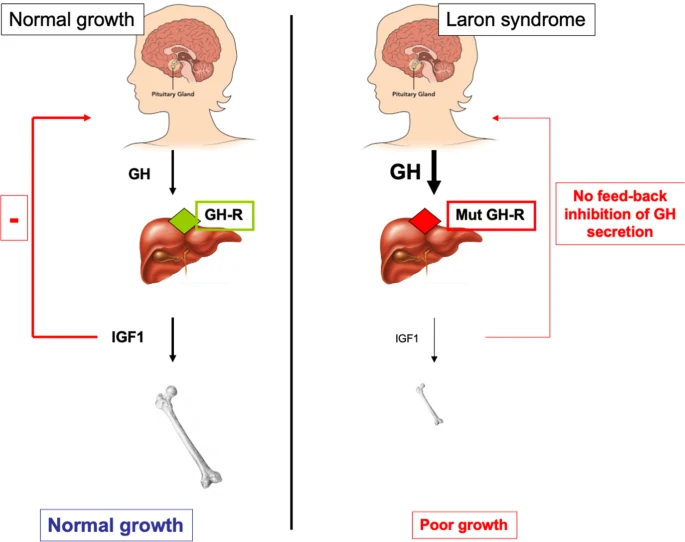 Normal growth
Pituitary Gland
GH
GH-R
-
IGF1
Normal growth
Laron syndrome
Pituitary Gland
GH
Mut GH-R
No feed-back
inhibition of GH
secretion
IGF1
Poor growth